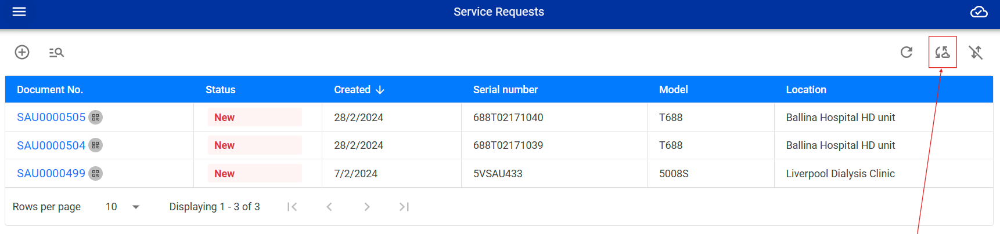 Service Requests
Document No. Status Created Serial number Model Location
SAU0000505 New 28/2/2024 688T02171040 T688 Ballina Hospital HD unit
SAU0000504 New 28/2/2024 688T02171039 T688 Ballina Hospital HD unit
SAU0000499 New 7/2/2024 5VSAU433 5008S Liverpool Dialysis Clinic
Rows per page 10 Displaying 1 - 3 of 3